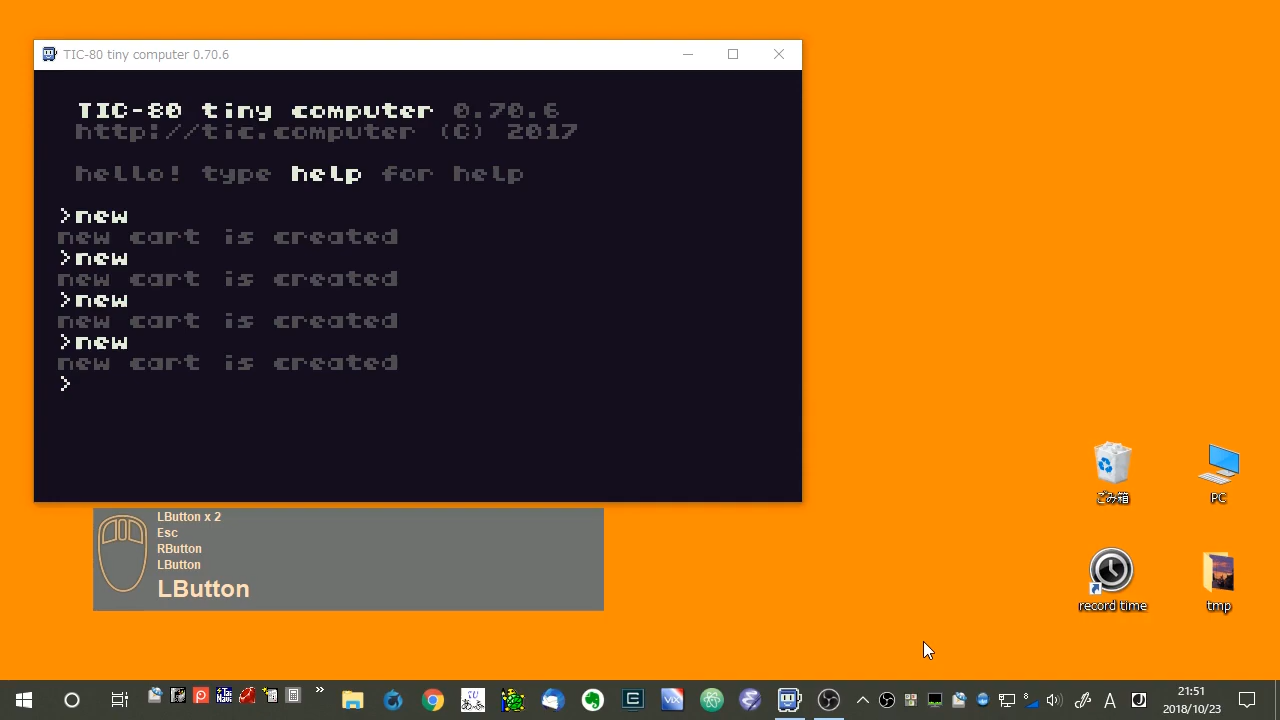 TIC-80 tiny computer 0.70.6
TIC-80 tiny computer 0.70.6
http://tic.computer (C) 2017
hello! type help for help
>new
new cart is created
>new
new cart is created
>new
new cart is created
>new
new cart is created
>
LButton x 2
Esc
RButton
LButton
LButton
ごみ箱
PC
record time
tmp
A
21:51
2018/10/23